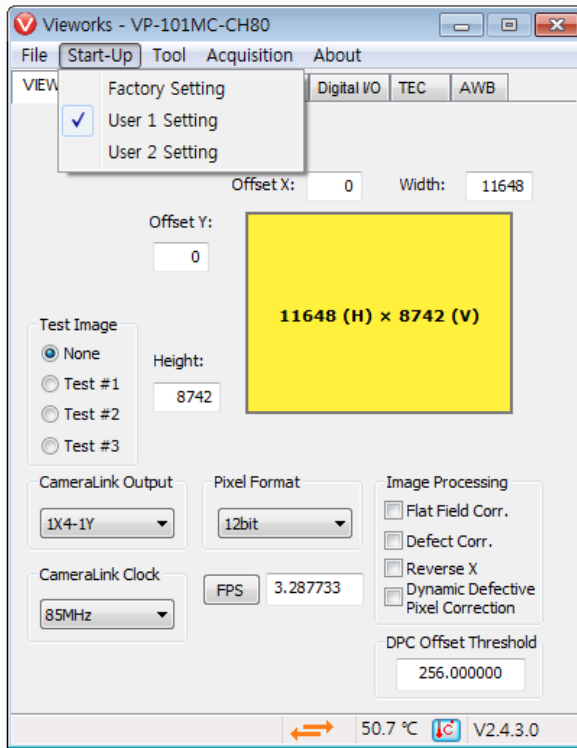 Vieworks - VP-101MC-CH80
File Start-Up Tool Acquisition About
VIEW Digital I/O TEC AWB
Factory Setting
✓ User 1 Setting
User 2 Setting
Offset X: 0 Width: 11648
Offset Y:
0
11648 (H) × 8742 (V)
Test Image
None
Test #1
Test #2
Test #3
Height:
8742
CameraLink Output
1X4-1Y
Pixel Format
12bit
Image Processing
Flat Field Corr.
Defect Corr.
Reverse X
Dynamic Defective
Pixel Correction
CameraLink Clock
85MHz
FPS 3.287733
DPC Offset Threshold
256.000000
50.7 ℃ V2.4.3.0